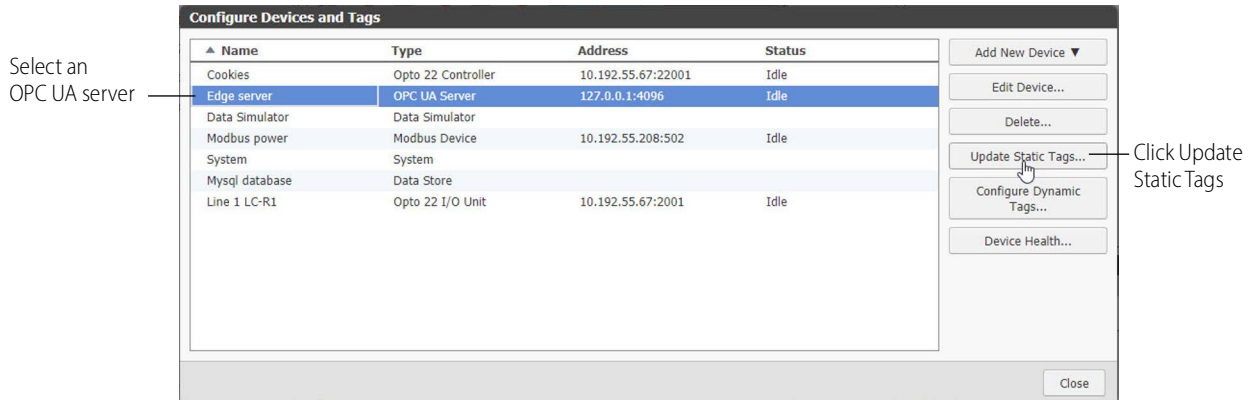 Configure Devices and Tags
Select an
OPC UA server
▲ Name Type Address Status
Cookies Opto 22 Controller 10.192.55.67:22001 Idle
Edge server OPC UA Server 127.0.0.1:4096 Idle
Data Simulator Data Simulator
Modbus power Modbus Device 10.192.55.208:502 Idle
System System
Mysql database Data Store
Line 1 LC-R1 Opto 22 I/O Unit 10.192.55.67:2001 Idle
Add New Device ▼
Edit Device...
Delete...
Update Static Tags...
Configure Dynamic
Tags...
Device Health...
Click Update
Static Tags
Close